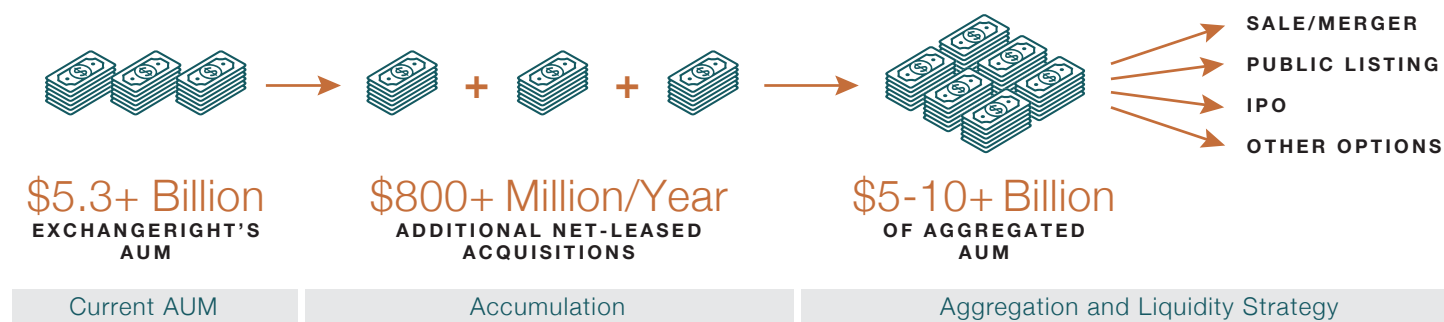 SALE/MERGER
PUBLIC LISTING
IPO
OTHER OPTIONS
+
+
$5.3+ Billion
EXCHANGERIGHT'S
AUM
$800+ Million/Year
ADDITIONAL NET-LEASED
ACQUISITIONS
$5-10+ Billion
OF AGGREGATED
AUM
Current AUM
Accumulation
Aggregation and Liquidity Strategy